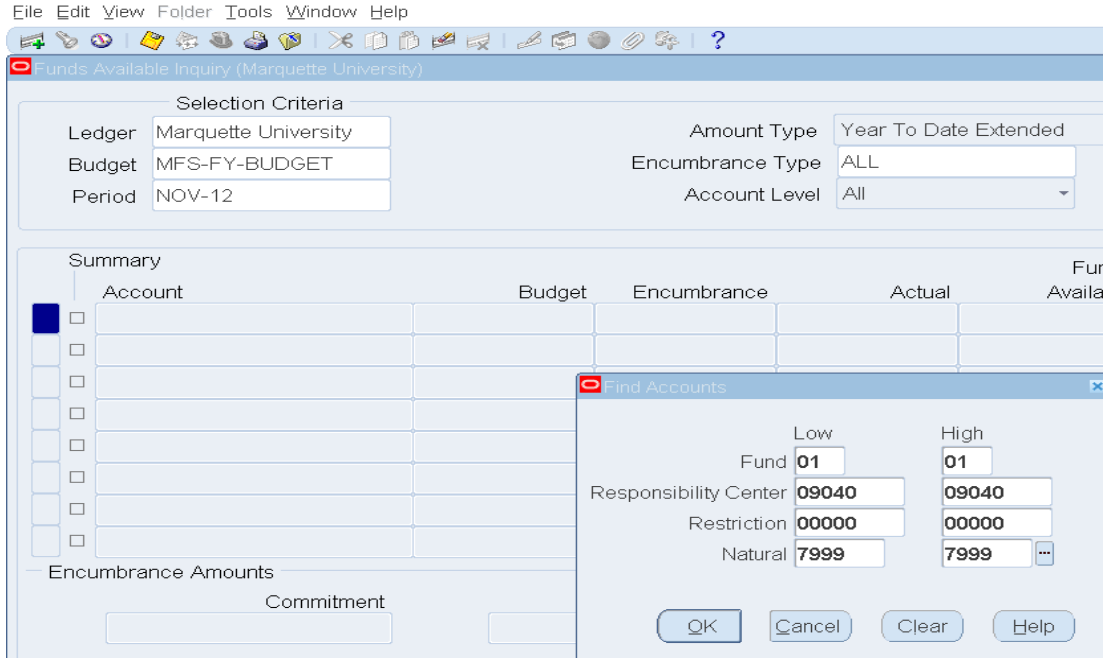 File Edit View Folder Tools Window Help
Funds Available Inquiry (Marquette University)
Selection Criteria
Ledger Marquette University Amount Type Year To Date Extended
Budget MFS-FY-BUDGET Encumbrance Type ALL
Period NOV-12 Account Level All
Summary
Fur
Account Budget Encumbrance Actual Availa
Find Accounts
Low High
Fund 01 01
Responsibility Center 09040 09040
Restriction 00000 00000
Natural 7999 7999 ...
Encumbrance Amounts
Commitment
OK Cancel Clear Help